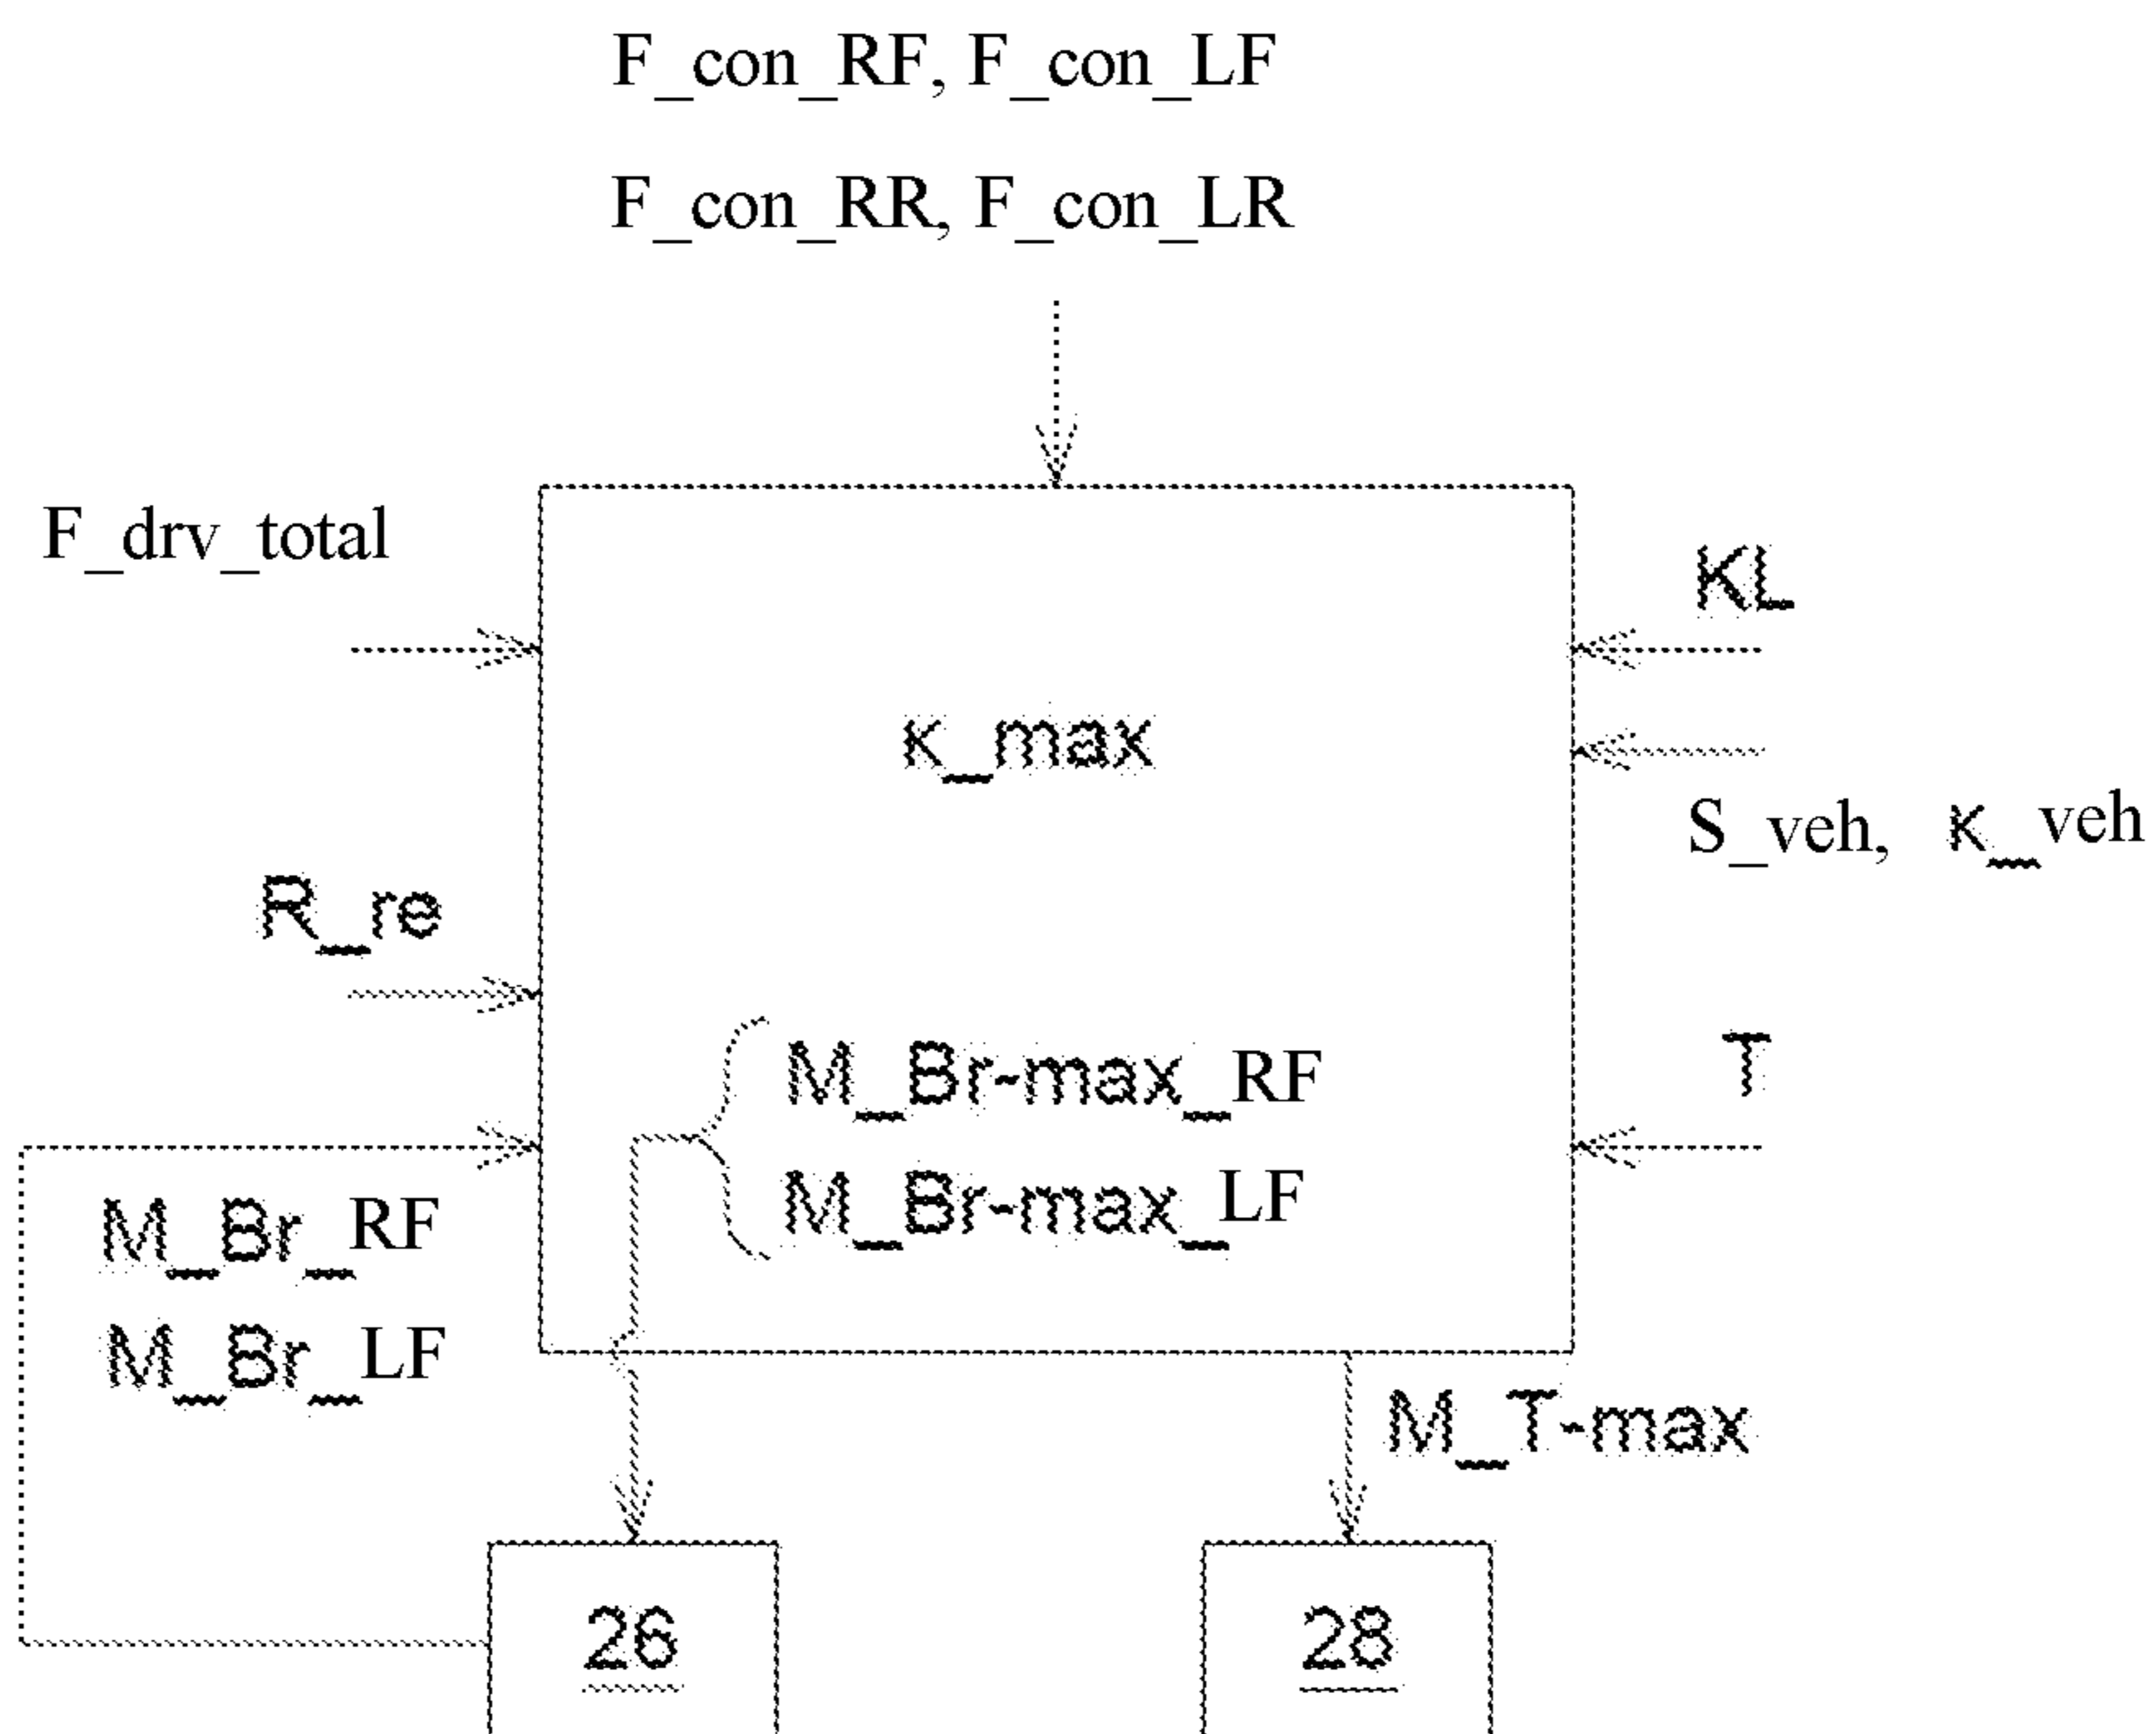 F_con_RF, F_con_LF
F_con_RR, F_con_LR
F_drv_total
KL
κ_max
S_veh, κ_veh
R_re
T
M_Br-max_RF
M_Br-max_LF
M_Br_RF
M_Br_LF
M_T-max
26
28